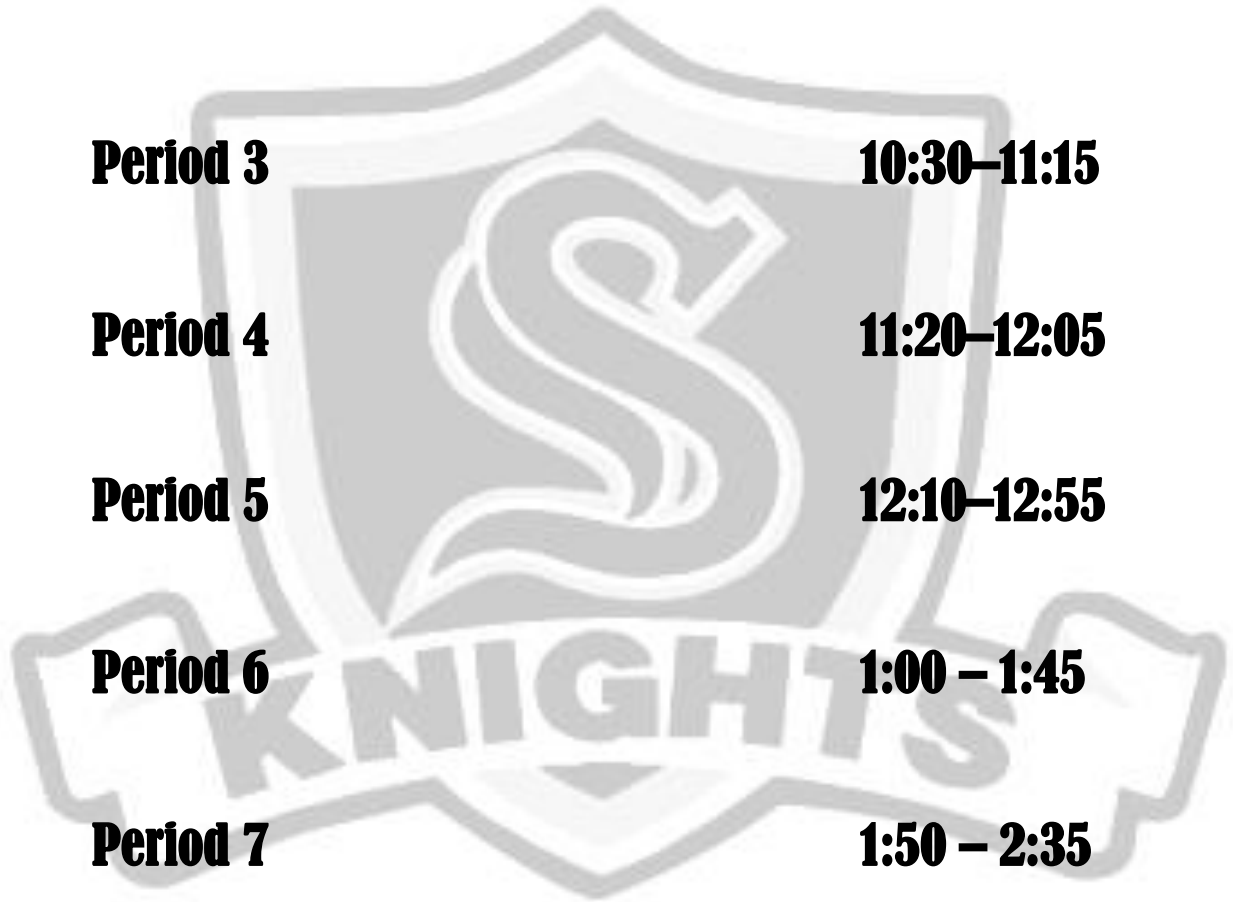 Period 3 10:30–11:15
Period 4 11:20–12:05
Period 5 12:10–12:55
Period 6 1:00 – 1:45
Period 7 1:50 – 2:35
S
KNIGHTS